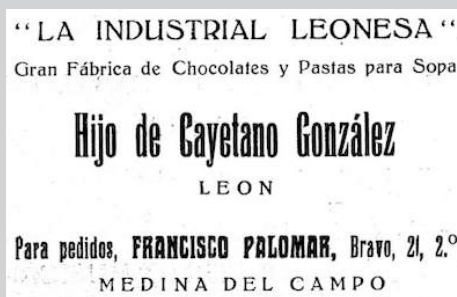 "LA INDUSTRIAL LEONESA"
Gran Fábrica de Chocolates y Pastas para Sopa
Hijo de Cayetano González
LEON
Para pedidos, FRANCISCO PALOMAR, Bravo, 21, 2.º
MEDINA DEL CAMPO